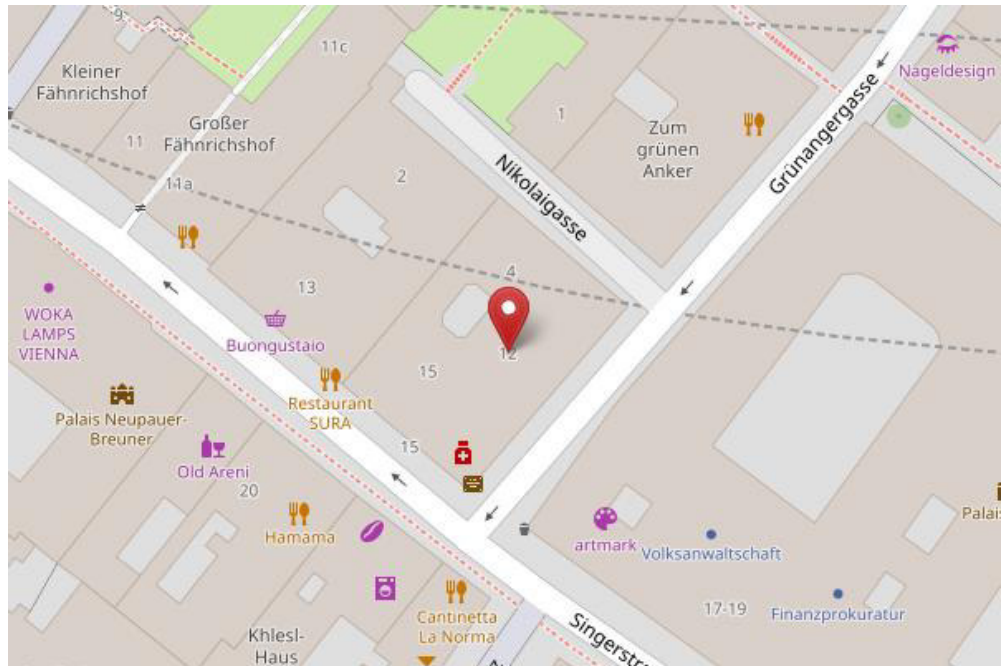 9
11c
Kleiner
Fähnrichshof
Großer
Fähnrichshof
11
11a
2
1
Zum
grünen
Anker
Nageldesign
Grünangergasse
Nikolaigasse
4
13
12
15
15
WOKA
LAMPS
VIENNA
Buongustaio
Restaurant
SURA
Palais Neupauer-
Breuner
Old Areni
20
Hamama
artmark
Volksanwaltschaft
Palai
17-19
Finanzprokuratur
Cantinetta
La Norma
Singerstr
Khlesl-
Haus